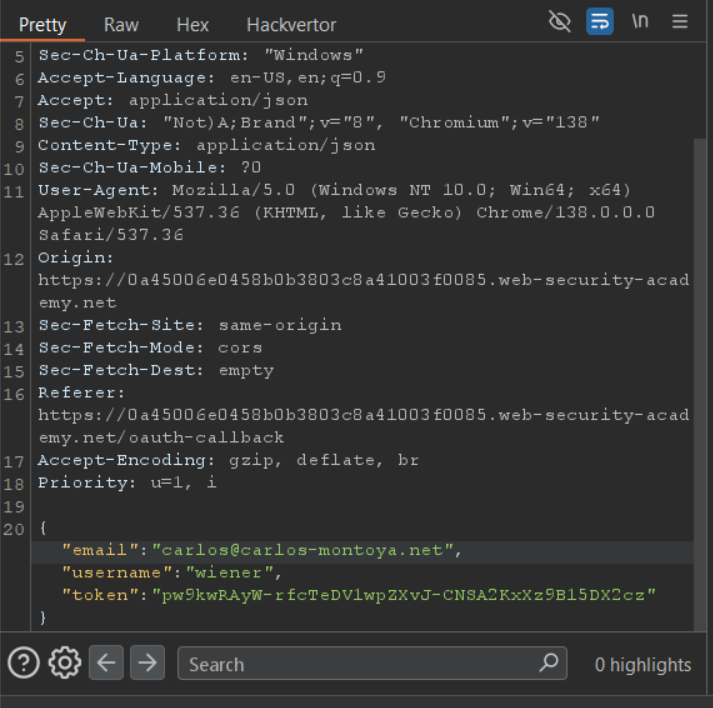 Pretty Raw Hex Hackvertor \n
5 Sec-Ch-Ua-Platform: "Windows"
6 Accept-Language: en-US,en;q=0.9
7 Accept: application/json
8 Sec-Ch-Ua: "Not)A;Brand";v="8", "Chromium";v="138"
9 Content-Type: application/json
10 Sec-Ch-Ua-Mobile: ?0
11 User-Agent: Mozilla/5.0 (Windows NT 10.0; Win64; x64)
AppleWebKit/537.36 (KHTML, like Gecko) Chrome/138.0.0.0
Safari/537.36
12 Origin:
https://0a45006e0458b0b3803c8a41003f0085.web-security-acad
emy.net
13 Sec-Fetch-Site: same-origin
14 Sec-Fetch-Mode: cors
15 Sec-Fetch-Dest: empty
16 Referer:
https://0a45006e0458b0b3803c8a41003f0085.web-security-acad
emy.net/oauth-callback
17 Accept-Encoding: gzip, deflate, br
18 Priority: u=1, i
19
20 {
"email":"carlos@carlos-montoya.net",
"username":"wiener",
"token":"pw9kwRAyW-rfcTeDVlwpZXvJ-CNSA2KxXz9B15DX2cz"
}
Search 0 highlights